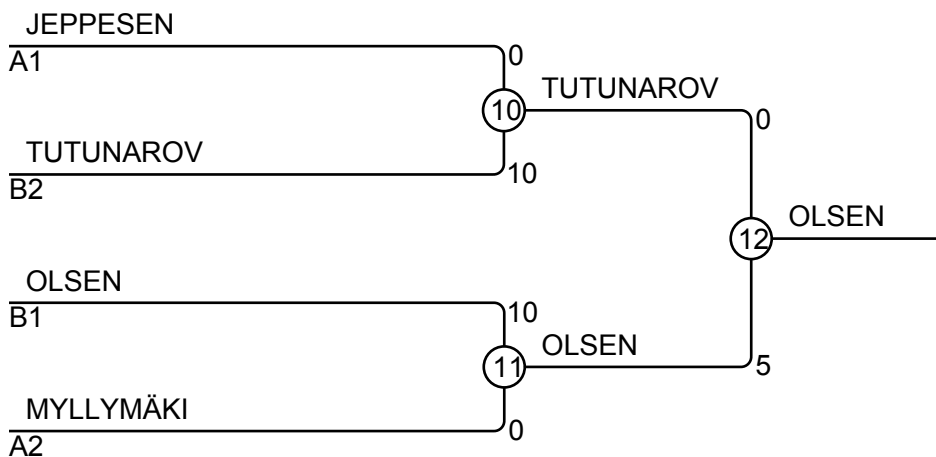 JEPPESEN
A1
0
10
TUTUNAROV
0
TUTUNAROV
B2
10
12
OLSEN
OLSEN
B1
10
11
OLSEN
5
MYLLYMÄKI
A2
0